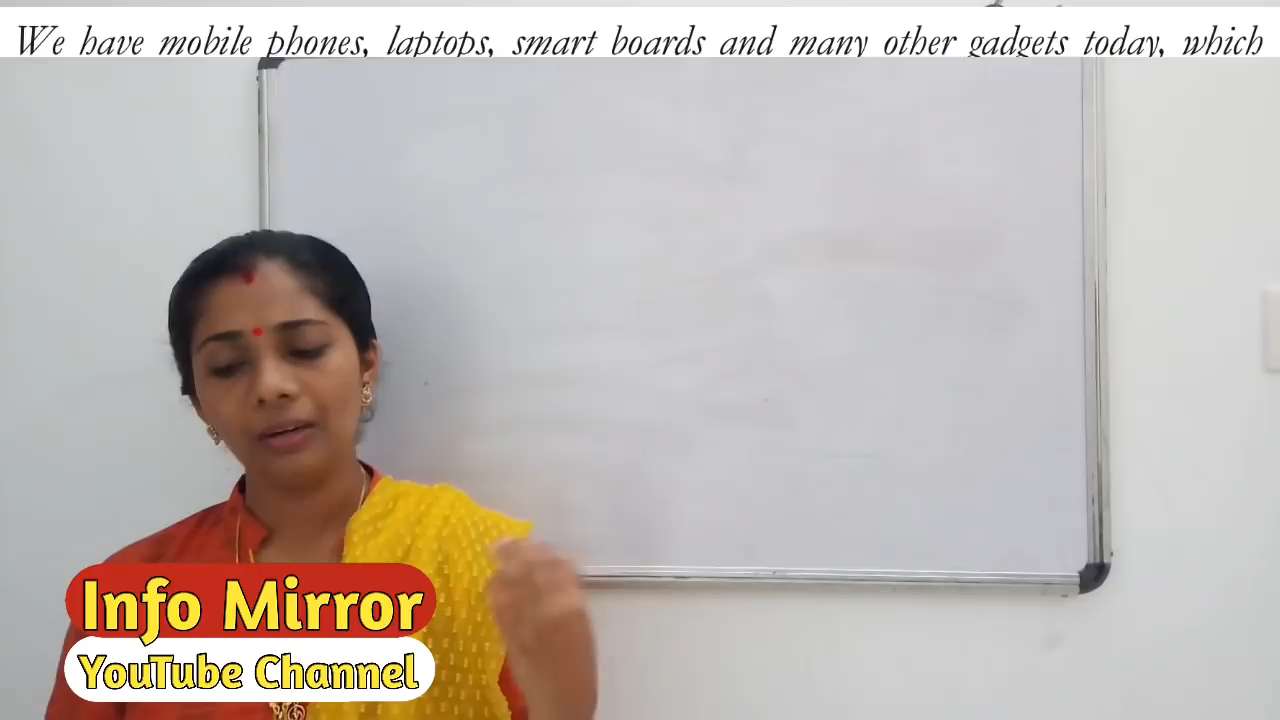 We have mobile phones, laptops, smart boards and many other gadgets today, which
Info Mirror
YouTube Channel